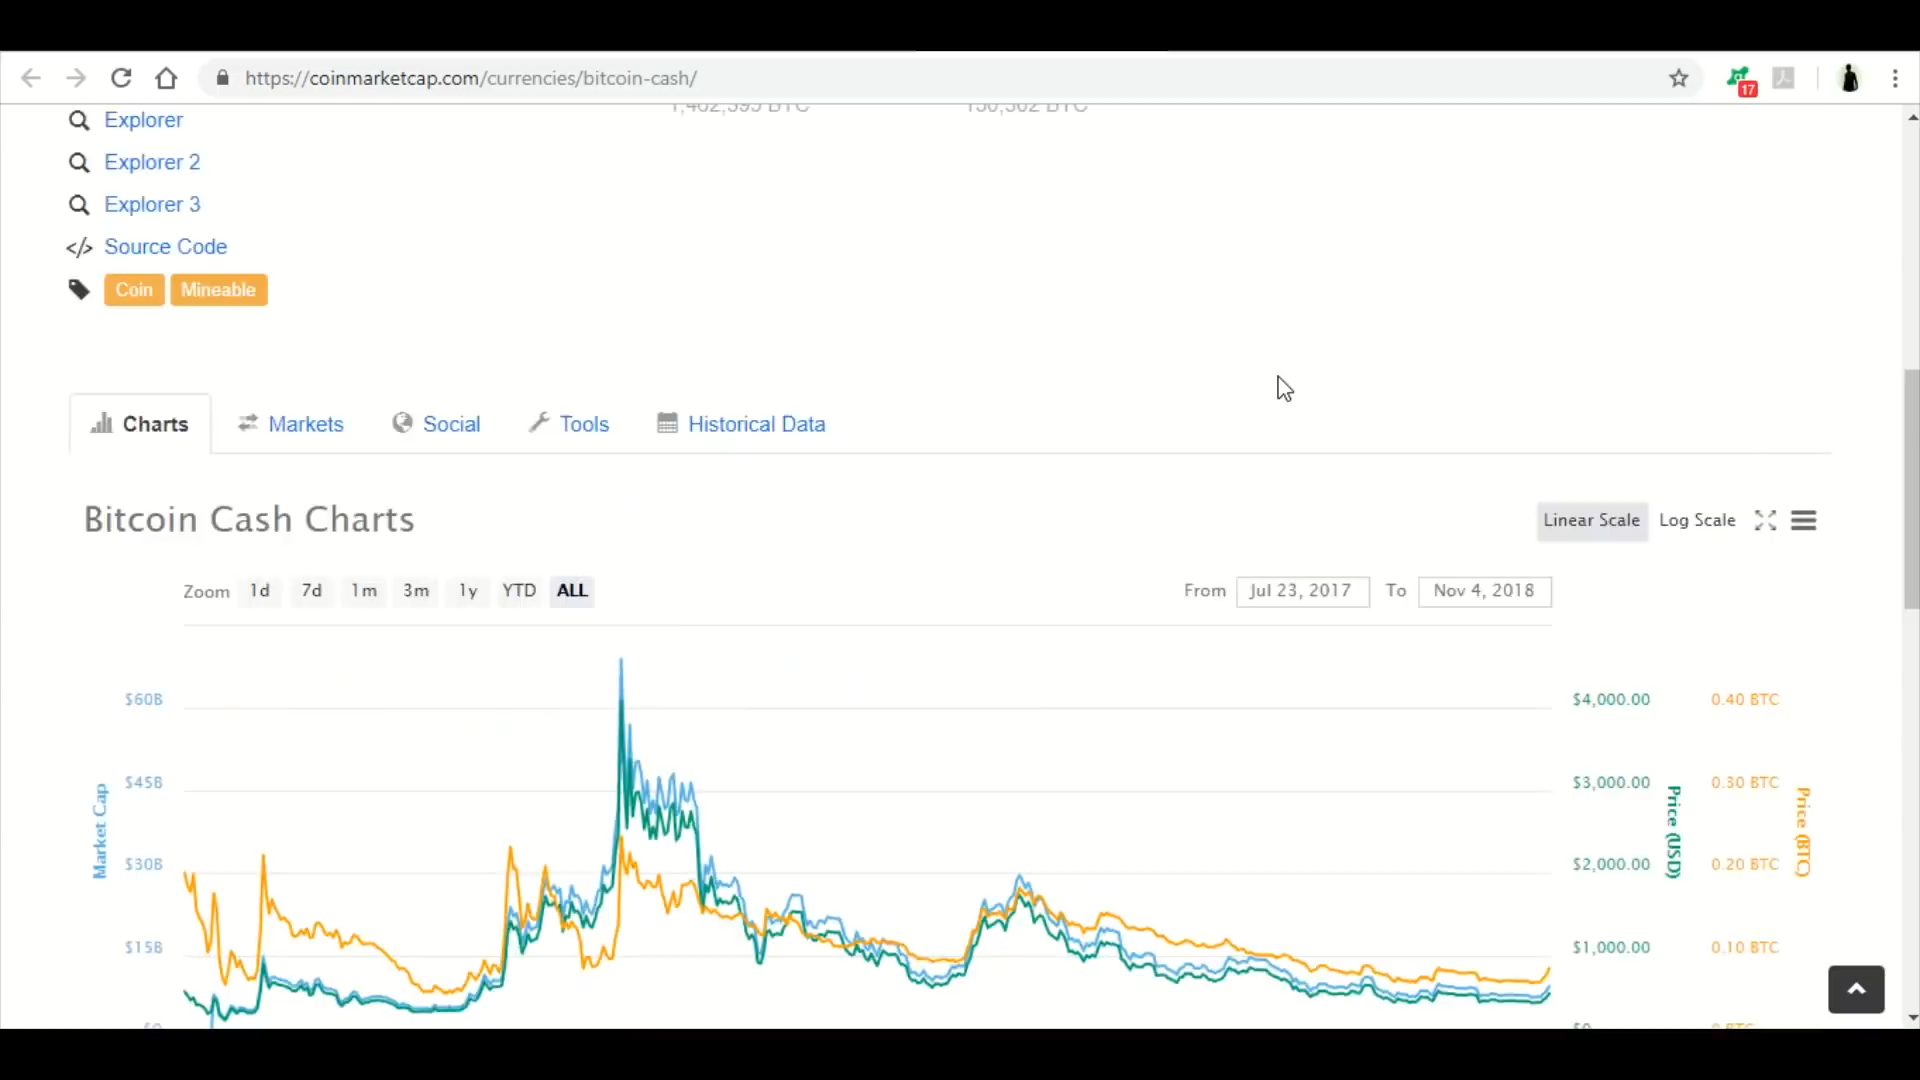 https://coinmarketcap.com/currencies/bitcoin-cash/
17
Explorer
Explorer 2
Explorer 3
</> Source Code
Coin Mineable
Charts Markets Social Tools Historical Data
Bitcoin Cash Charts
Linear Scale Log Scale
Zoom 1d 7d 1m 3m 1y YTD ALL
From Jul 23, 2017 To Nov 4, 2018
$60B $4,000.00 0.40 BTC
$45B $3,000.00 0.30 BTC
Market Cap
Price (USD)
Price (BTC)
$30B $2,000.00 0.20 BTC
$15B $1,000.00 0.10 BTC